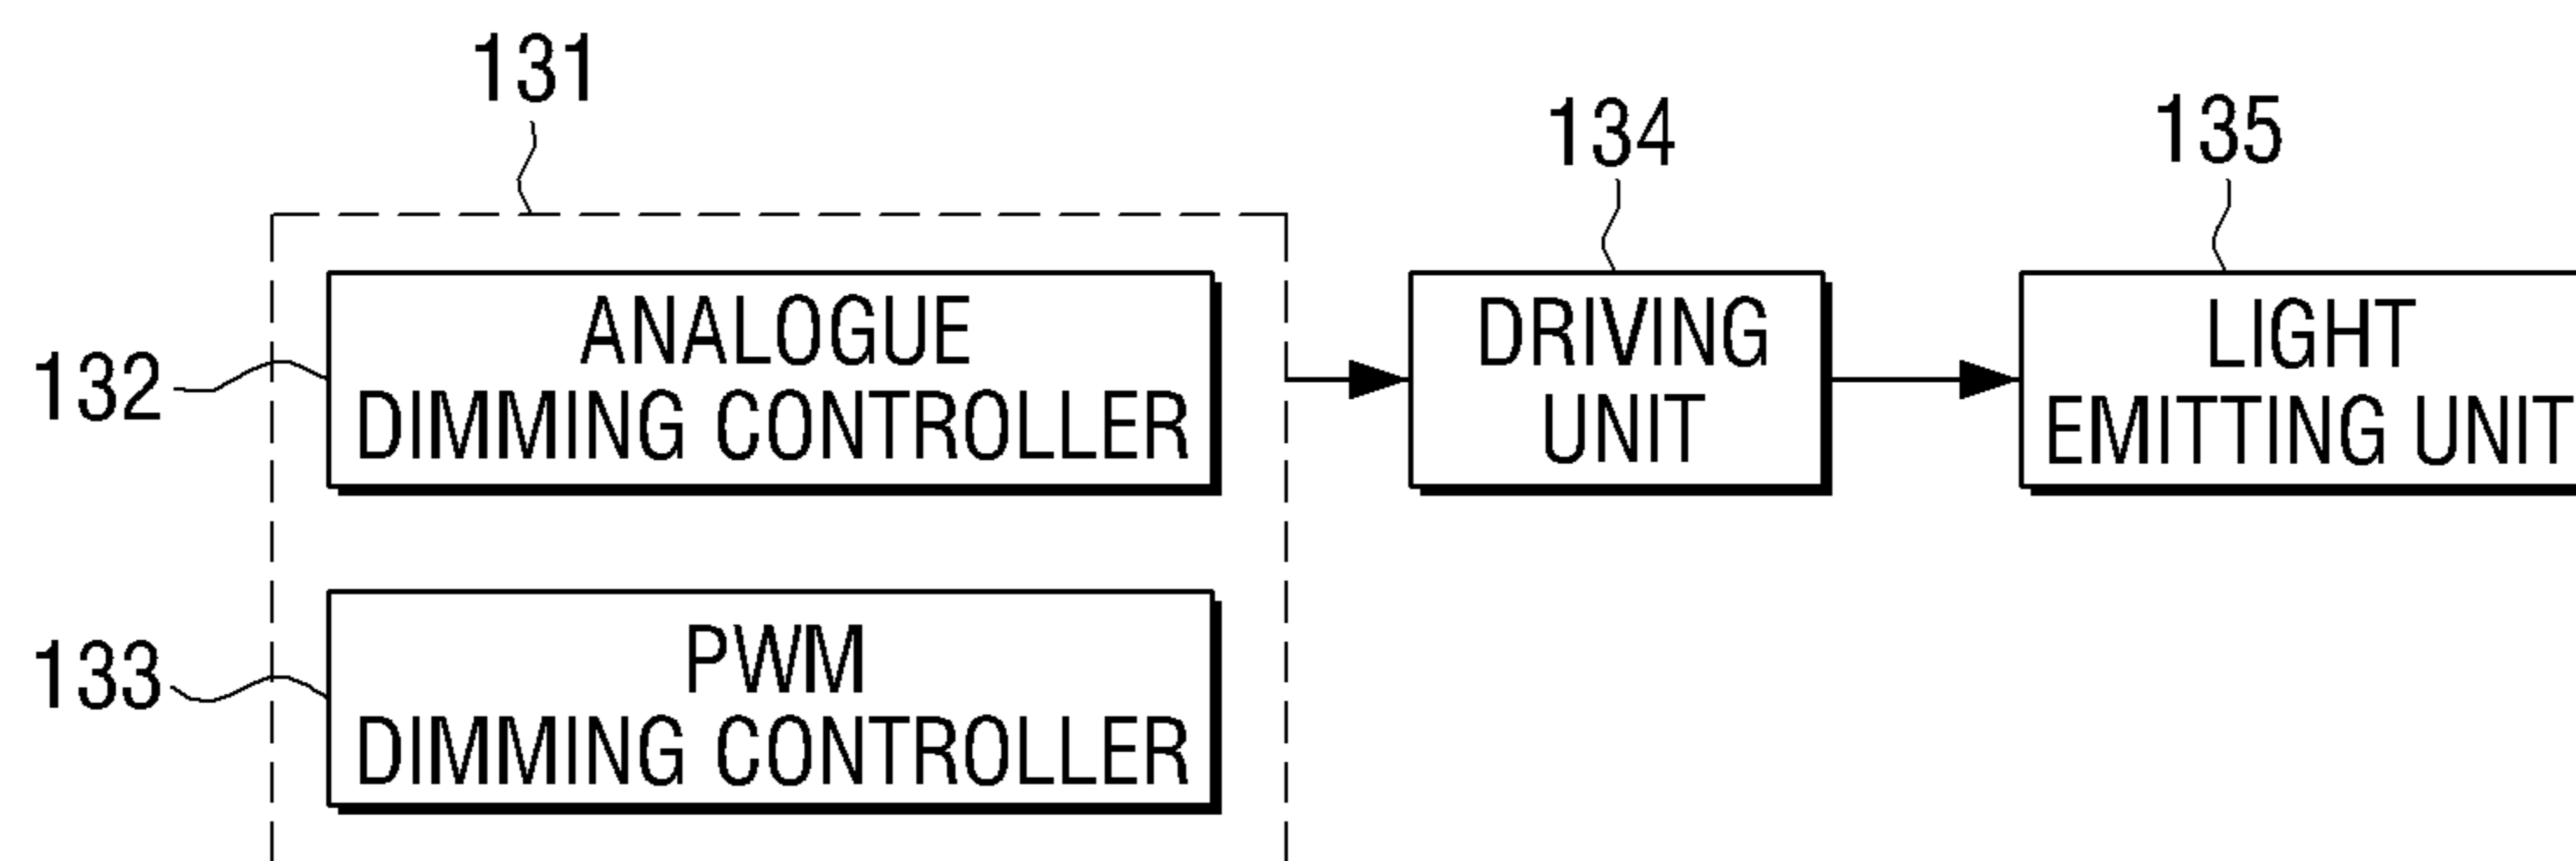 131
134
135
132
ANALOGUE
DIMMING CONTROLLER
DRIVING
UNIT
LIGHT
EMITTING UNIT
133
PWM
DIMMING CONTROLLER